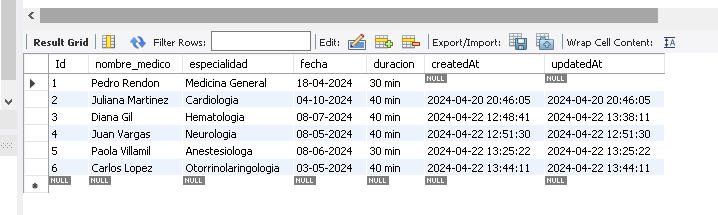 Result Grid Filter Rows: Edit: Export/Import: Wrap Cell Content:
Id nombre_medico especialidad fecha duracion createdAt updatedAt
1 Pedro Rendon Medicina General 18-04-2024 30 min NULL NULL
2 Juliana Martinez Cardiologia 04-10-2024 40 min 2024-04-20 20:46:05 2024-04-20 20:46:05
3 Diana Gil Hematologia 08-07-2024 40 min 2024-04-22 12:48:41 2024-04-22 13:38:11
4 Juan Vargas Neurologia 08-05-2024 40 min 2024-04-22 12:51:30 2024-04-22 12:51:30
5 Paola Villamil Anestesiologa 08-06-2024 30 min 2024-04-22 13:25:22 2024-04-22 13:25:22
6 Carlos Lopez Otorrinolaringologia 03-05-2024 40 min 2024-04-22 13:44:11 2024-04-22 13:44:11
NULL NULL NULL NULL NULL NULL NULL